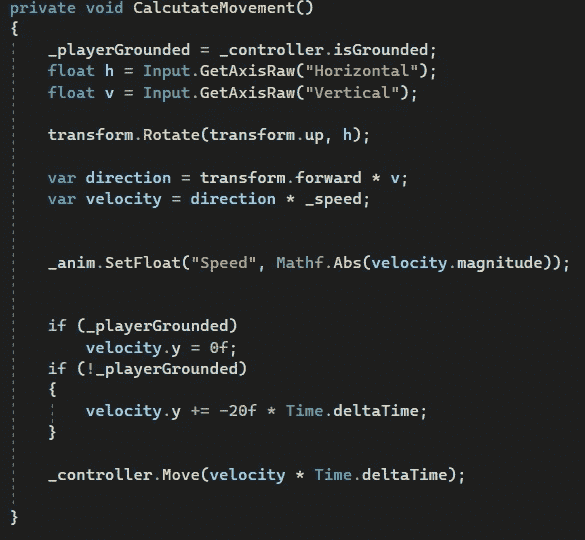 private void CalcutateMovement()
{
_playerGrounded = _controller.isGrounded;
float h = Input.GetAxisRaw("Horizontal");
float v = Input.GetAxisRaw("Vertical");
transform.Rotate(transform.up, h);
var direction = transform.forward * v;
var velocity = direction * _speed;
_anim.SetFloat("Speed", Mathf.Abs(velocity.magnitude));
if (_playerGrounded)
velocity.y = 0f;
if (!_playerGrounded)
{
velocity.y += -20f * Time.deltaTime;
}
_controller.Move(velocity * Time.deltaTime);
}